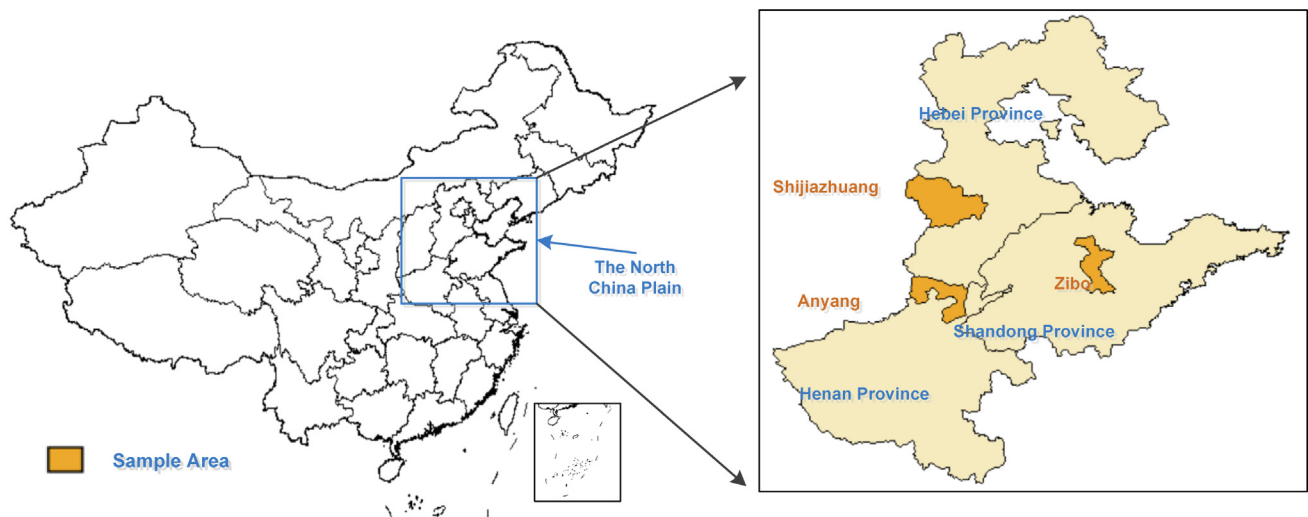 The North
China Plain
Sample Area
Hebei Province
Shijiazhuang
Zibo
Anyang
Shandong Province
Henan Province